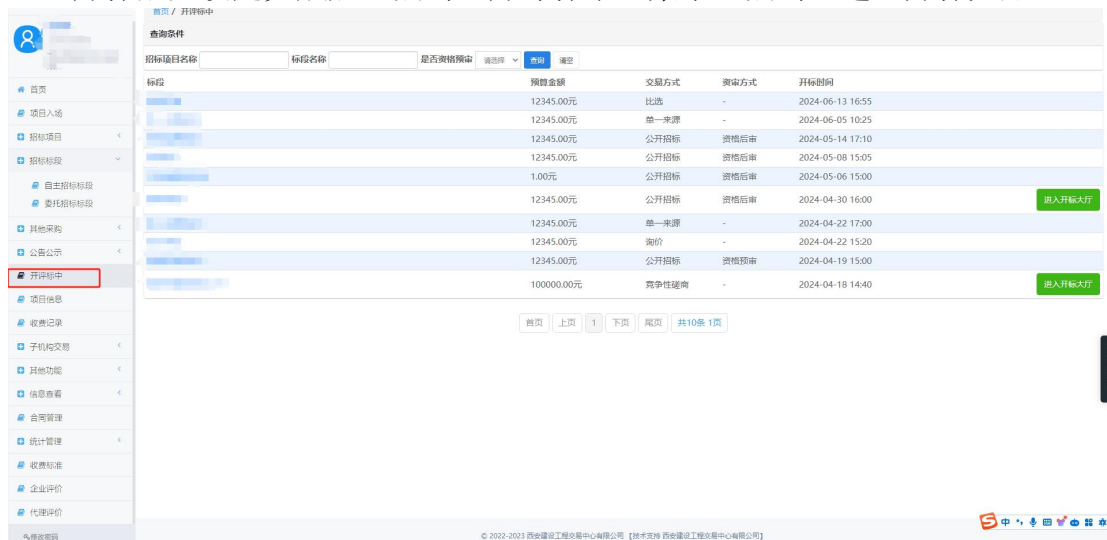 首页 / 开评标中
查询条件
招标项目名称 标段名称 是否资格预审 请选择 查询 清空
标段 预算金额 交易方式 资审方式 开标时间
12345.00元 比选 - 2024-06-13 16:55
12345.00元 单一来源 - 2024-06-05 10:25
12345.00元 公开招标 资格后审 2024-05-14 17:10
12345.00元 公开招标 资格后审 2024-05-08 15:05
1.00元 公开招标 资格后审 2024-05-06 15:00
12345.00元 公开招标 资格后审 2024-04-30 16:00 进入开标大厅
12345.00元 单一来源 - 2024-04-22 17:00
12345.00元 询价 - 2024-04-22 15:20
12345.00元 公开招标 资格预审 2024-04-19 15:00
100000.00元 竞争性磋商 - 2024-04-18 14:40 进入开标大厅
首页 上页 1 下页 尾页 共10条 1页
首页
项目入场
招标项目
招标标段
自主招标标段
委托招标标段
其他采购
公告公示
开评标中
项目信息
收费记录
子机构交易
其他功能
信息查看
合同管理
统计管理
收费标准
企业评价
代理评价
修改密码
© 2022-2023 西安建设工程交易中心有限公司 【技术支持 西安建设工程交易中心有限公司】
中